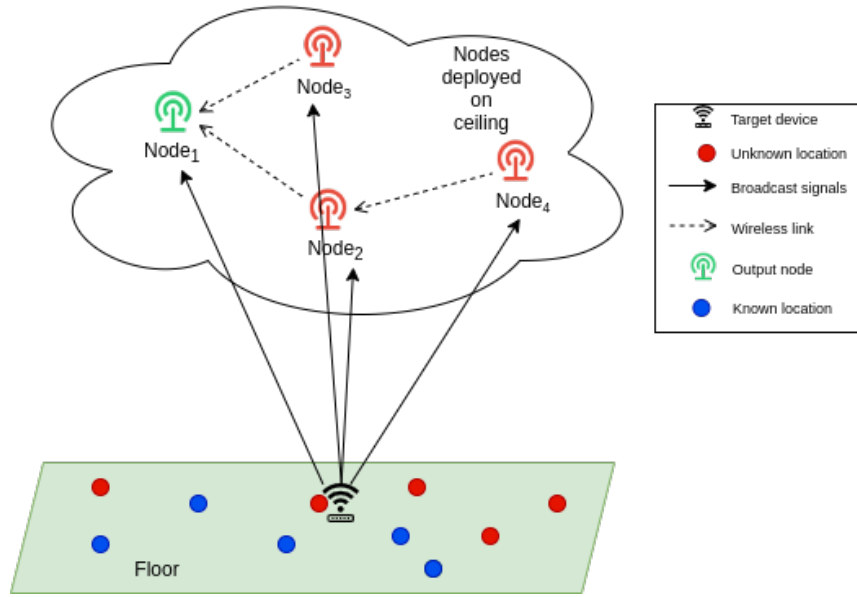 Nodes
deployed
on
ceiling
Node3
Node1
Node4
Node2
Floor
Target device
Unknown location
Broadcast signals
Wireless link
Output node
Known location